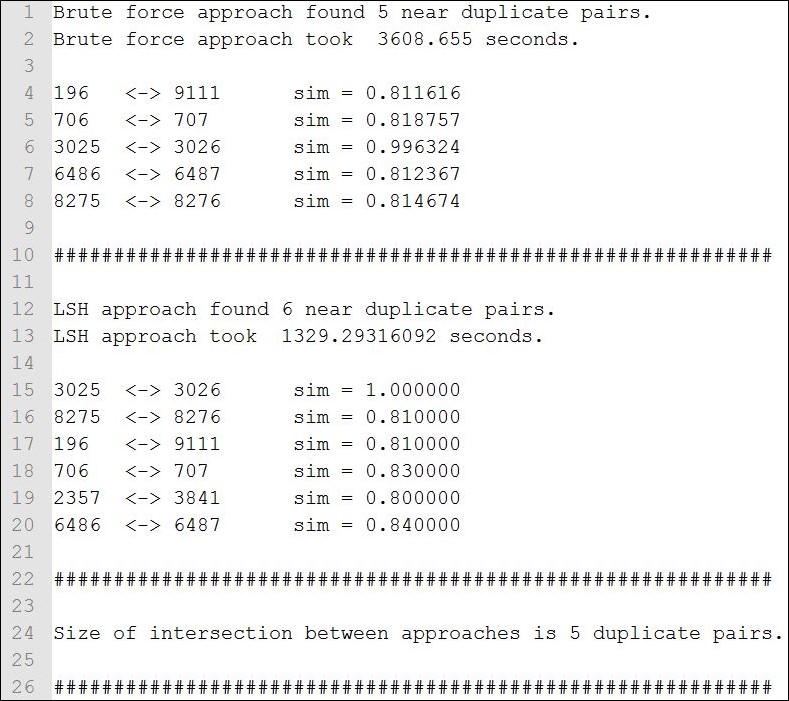 1 Brute force approach found 5 near duplicate pairs.
2 Brute force approach took  3608.655 seconds.
3
4 196   <-> 9111      sim = 0.811616
5 706   <-> 707       sim = 0.818757
6 3025  <-> 3026      sim = 0.996324
7 6486  <-> 6487      sim = 0.812367
8 8275  <-> 8276      sim = 0.814674
9
10 ############################################################
11
12 LSH approach found 6 near duplicate pairs.
13 LSH approach took  1329.29316092 seconds.
14
15 3025  <-> 3026      sim = 1.000000
16 8275  <-> 8276      sim = 0.810000
17 196   <-> 9111      sim = 0.810000
18 706   <-> 707       sim = 0.830000
19 2357  <-> 3841      sim = 0.800000
20 6486  <-> 6487      sim = 0.840000
21
22 ############################################################
23
24 Size of intersection between approaches is 5 duplicate pairs.
25
26 ############################################################